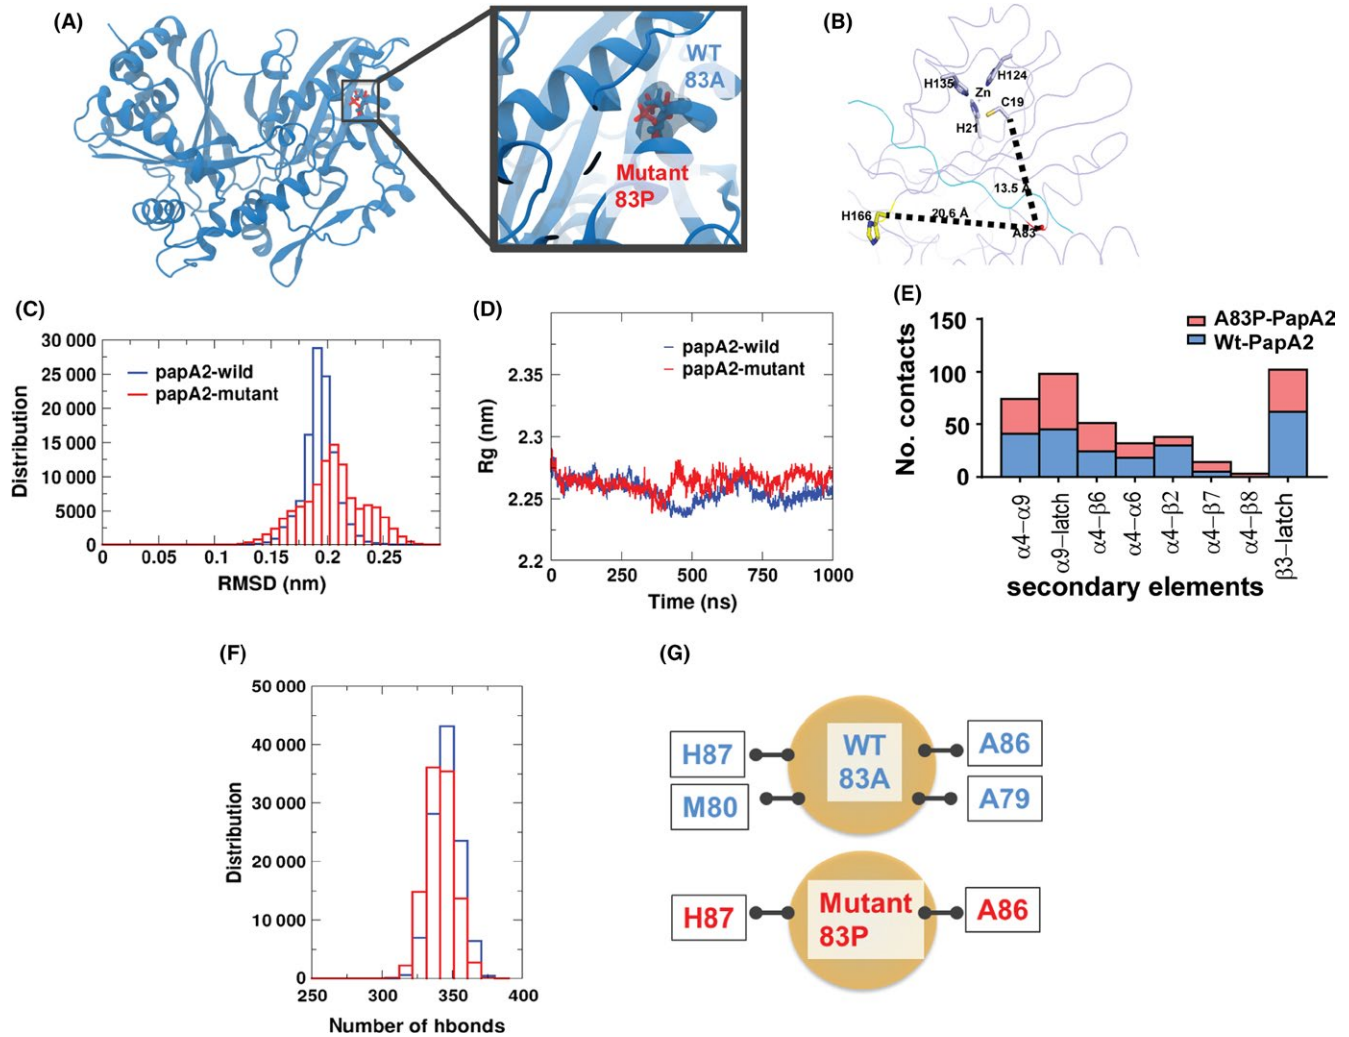 (A)
WT
83A
Mutant
83P
(B)
H135
H124
Zn
C19
H21
13.5 Å
H166
20.6 Å
A83
(C)
30 000
25 000
20 000
15 000
10 000
5000
0
papA2-wild
papA2-mutant
Distribution
0 0.05 0.1 0.15 0.2 0.25
RMSD (nm)
(D)
papA2-wild
papA2-mutant
2.35
2.3
2.25
2.2
Rg (nm)
0 250 500 750 1000
Time (ns)
(E)
A83P-PapA2
Wt-PapA2
150
100
50
0
No. contacts
α4–α9
α9–latch
α4–β6
α4–α6
α4–β2
α4–β7
α4–β8
β3–latch
secondary elements
(F)
50 000
40 000
30 000
20 000
10 000
0
Distribution
250 300 350 400
Number of hbonds
(G)
H87
WT
83A
A86
M80
A79
H87
Mutant
83P
A86